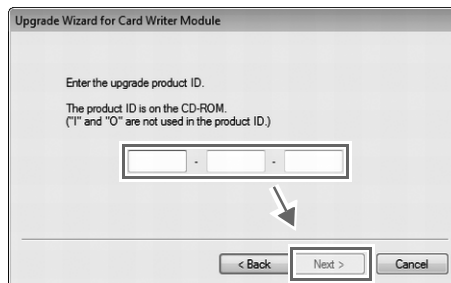 Upgrade Wizard for Card Writer Module
Enter the upgrade product ID.
The product ID is on the CD-ROM.
("I" and "O" are not used in the product ID.)
- -
< Back Next > Cancel